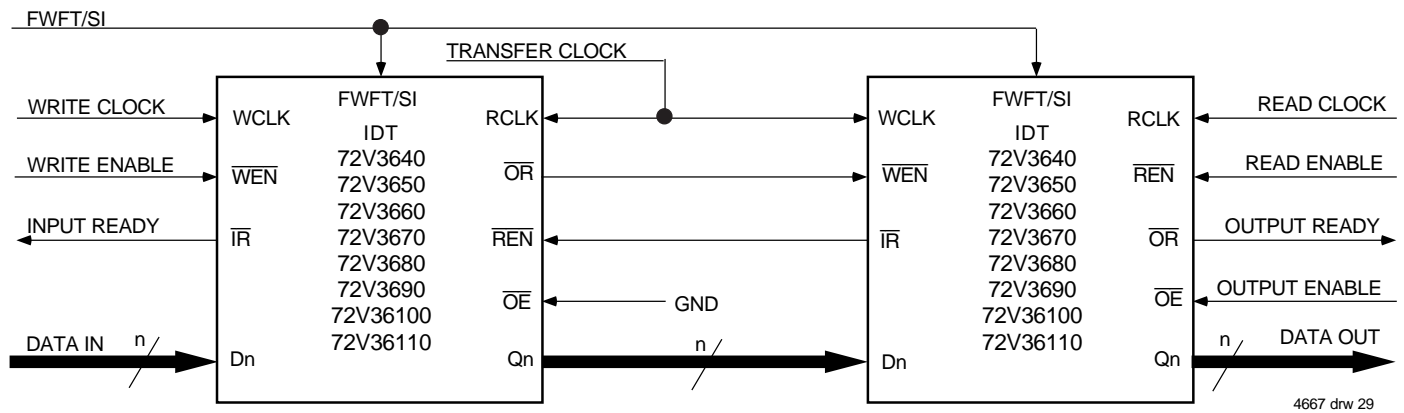 FWFT/SI
TRANSFER CLOCK
FWFT/SI FWFT/SI
WRITE CLOCK WCLK RCLK WCLK RCLK READ CLOCK
IDT IDT
72V3640 72V3640
WRITE ENABLE WEN OR WEN REN READ ENABLE
72V3650 72V3650
72V3660 72V3660
INPUT READY IR 72V3670 REN IR 72V3670 OR OUTPUT READY
72V3680 72V3680
72V3690 OE GND 72V3690 OE OUTPUT ENABLE
72V36100 72V36100
72V36110 72V36110
DATA IN n Dn Qn n Dn Qn n DATA OUT
4667 drw 29